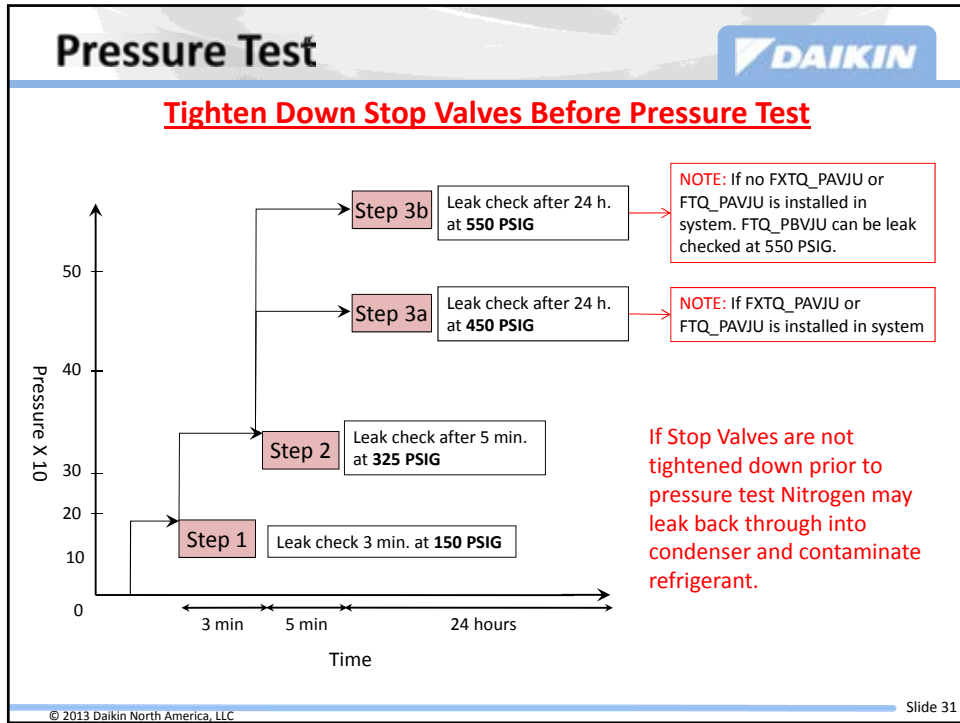 Pressure Test
DAIKIN
Tighten Down Stop Valves Before Pressure Test
Step 3b
Leak check after 24 h.
at 550 PSIG
NOTE: If no FXTQ_PAVJU or
FTQ_PAVJU is installed in
system. FTQ_PBVJU can be leak
checked at 550 PSIG.
Step 3a
Leak check after 24 h.
at 450 PSIG
NOTE: If FXTQ_PAVJU or
FTQ_PAVJU is installed in system
50
40
30
20
10
0
Pressure X 10
Step 2
Leak check after 5 min.
at 325 PSIG
Step 1
Leak check 3 min. at 150 PSIG
If Stop Valves are not
tightened down prior to
pressure test Nitrogen may
leak back through into
condenser and contaminate
refrigerant.
3 min
5 min
24 hours
Time
© 2013 Daikin North America, LLC
Slide 31